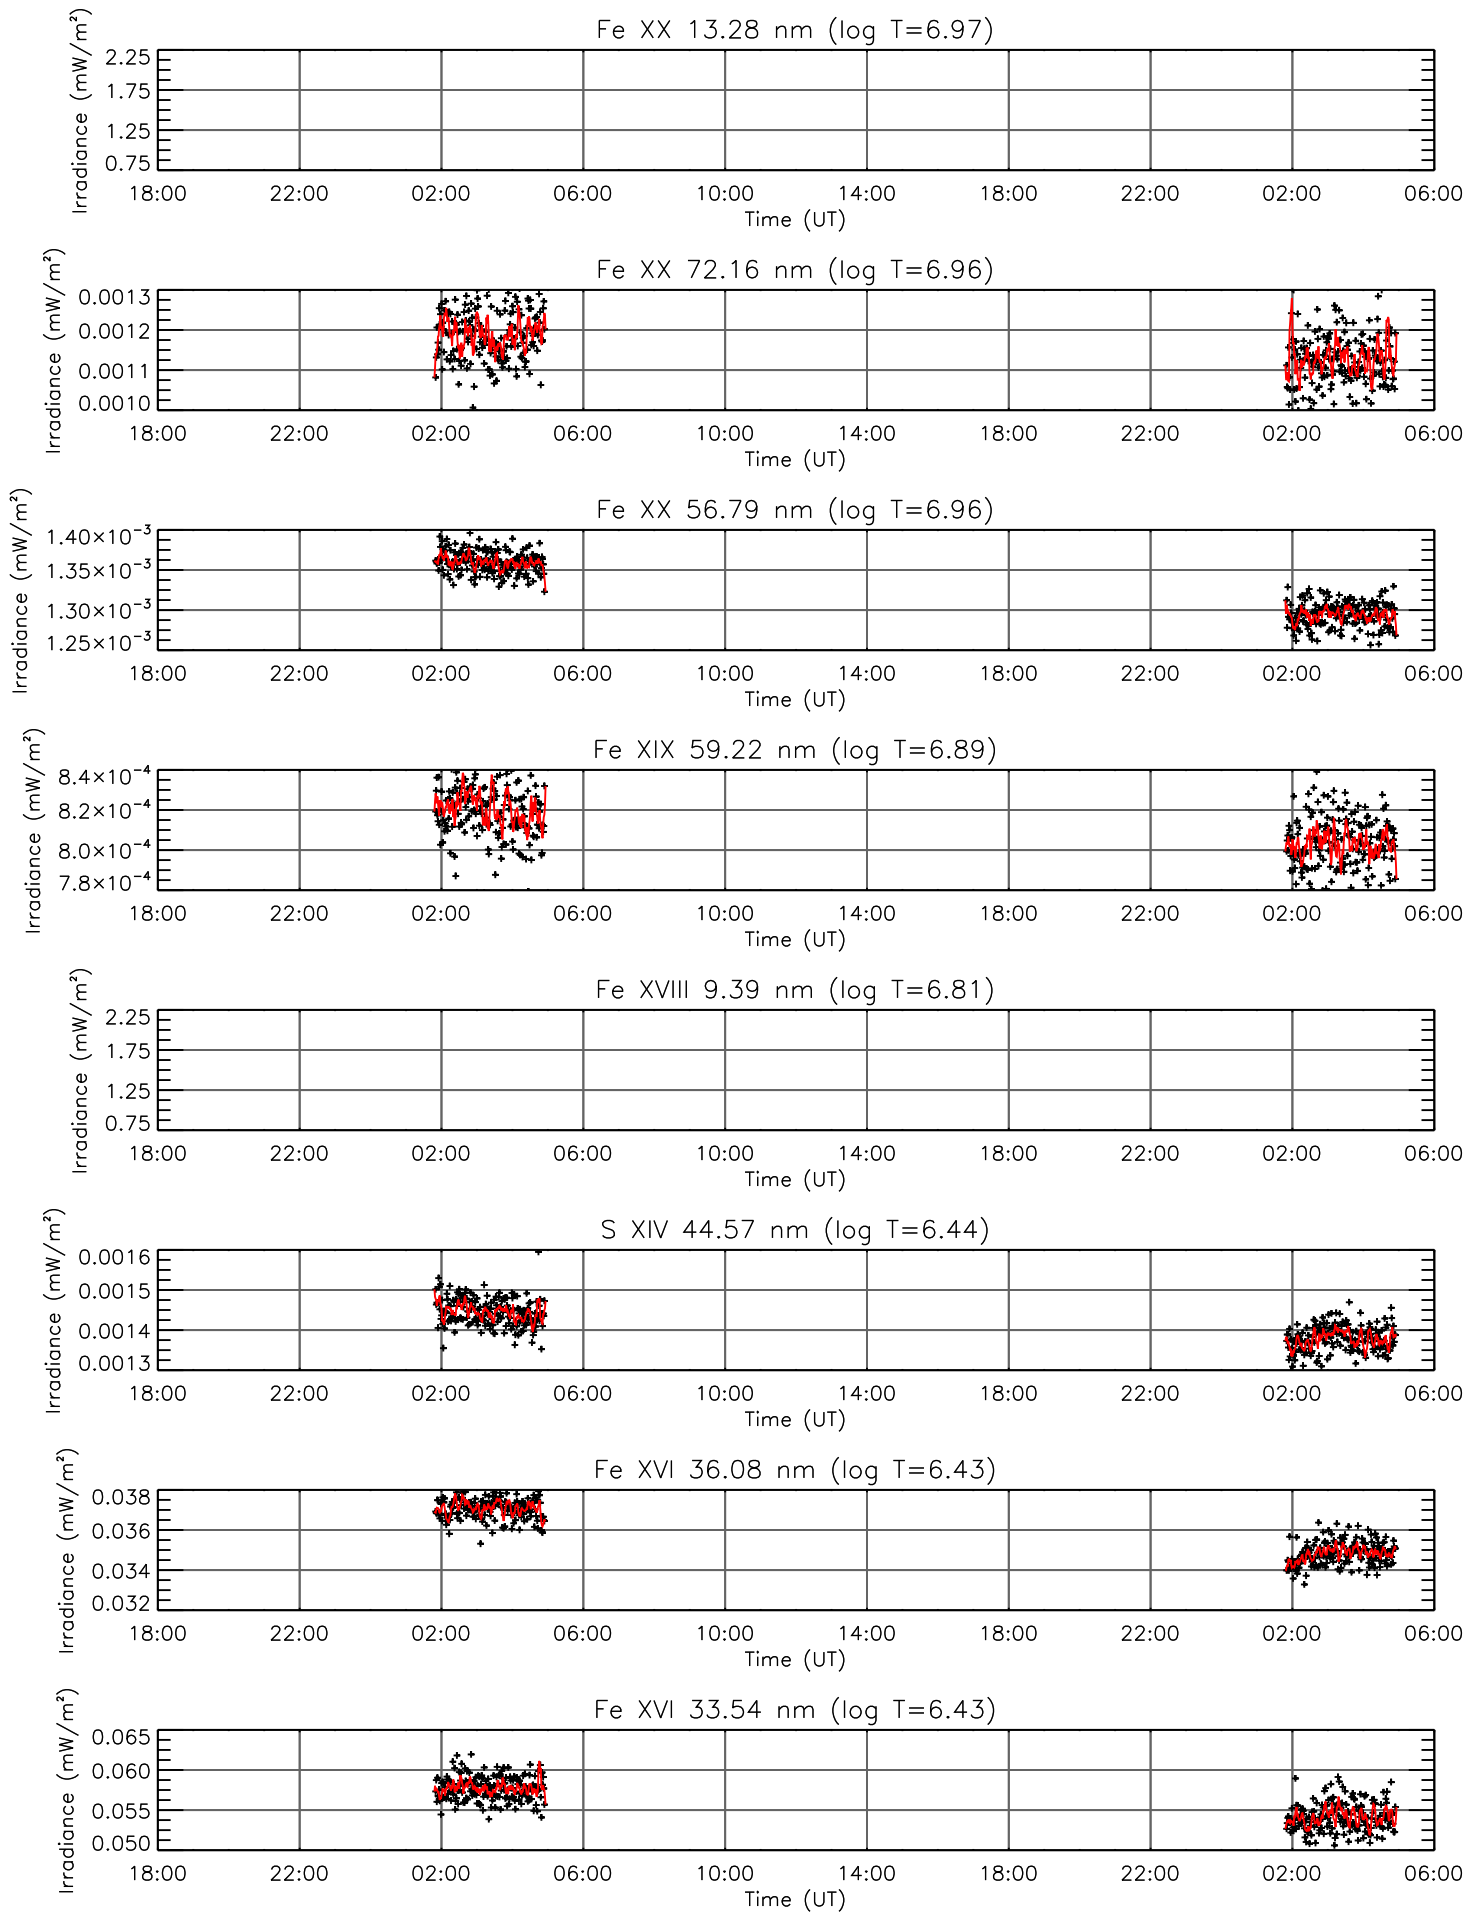 Fe XX 13.28 nm (log T=6.97)
Irradiance (mW/m²)
2.25
1.75
1.25
0.75
18:00 22:00 02:00 06:00 10:00 14:00 18:00 22:00 02:00 06:00
Time (UT)
Fe XX 72.16 nm (log T=6.96)
Irradiance (mW/m²)
0.0013
0.0012
0.0011
0.0010
18:00 22:00 02:00 06:00 10:00 14:00 18:00 22:00 02:00 06:00
Time (UT)
Fe XX 56.79 nm (log T=6.96)
Irradiance (mW/m²)
1.40×10⁻³
1.35×10⁻³
1.30×10⁻³
1.25×10⁻³
18:00 22:00 02:00 06:00 10:00 14:00 18:00 22:00 02:00 06:00
Time (UT)
Fe XIX 59.22 nm (log T=6.89)
Irradiance (mW/m²)
8.4×10⁻⁴
8.2×10⁻⁴
8.0×10⁻⁴
7.8×10⁻⁴
18:00 22:00 02:00 06:00 10:00 14:00 18:00 22:00 02:00 06:00
Time (UT)
Fe XVIII 9.39 nm (log T=6.81)
Irradiance (mW/m²)
2.25
1.75
1.25
0.75
18:00 22:00 02:00 06:00 10:00 14:00 18:00 22:00 02:00 06:00
Time (UT)
S XIV 44.57 nm (log T=6.44)
Irradiance (mW/m²)
0.0016
0.0015
0.0014
0.0013
18:00 22:00 02:00 06:00 10:00 14:00 18:00 22:00 02:00 06:00
Time (UT)
Fe XVI 36.08 nm (log T=6.43)
Irradiance (mW/m²)
0.038
0.036
0.034
0.032
18:00 22:00 02:00 06:00 10:00 14:00 18:00 22:00 02:00 06:00
Time (UT)
Fe XVI 33.54 nm (log T=6.43)
Irradiance (mW/m²)
0.065
0.060
0.055
0.050
18:00 22:00 02:00 06:00 10:00 14:00 18:00 22:00 02:00 06:00
Time (UT)